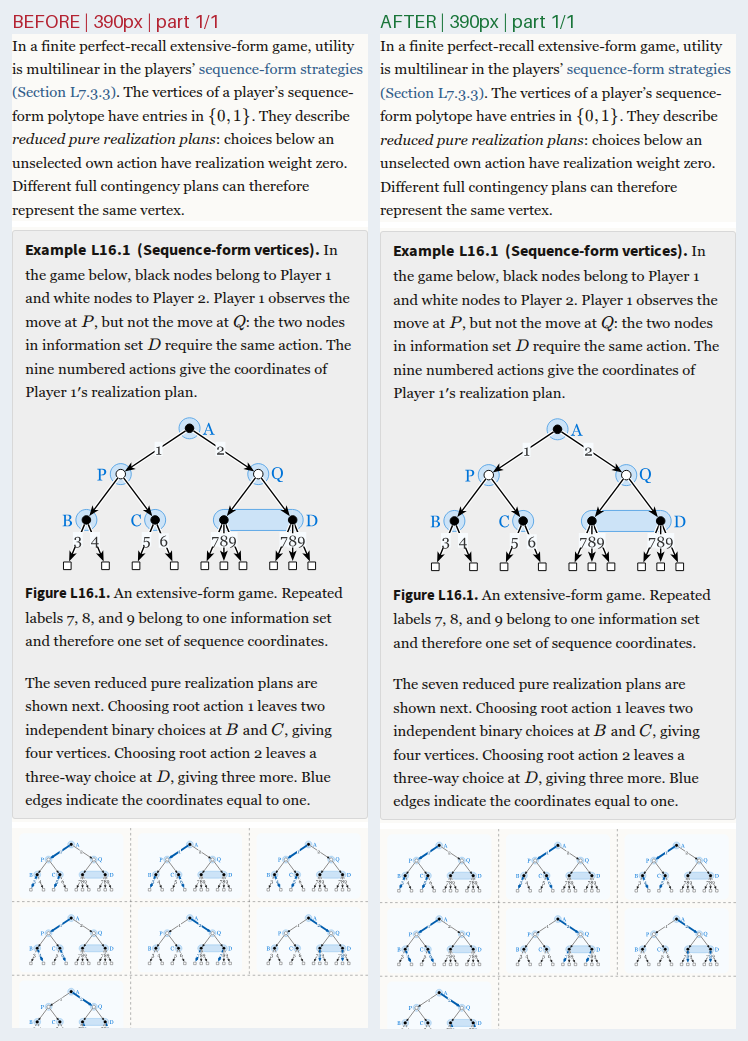 BEFORE | 390px | part 1/1
In a finite perfect-recall extensive-form game, utility
is multilinear in the players’ sequence-form strategies
(Section L7.3.3). The vertices of a player’s sequence-
form polytope have entries in {0, 1}. They describe
reduced pure realization plans: choices below an
unselected own action have realization weight zero.
Different full contingency plans can therefore
represent the same vertex.
Example L16.1 (Sequence-form vertices). In
the game below, black nodes belong to Player 1
and white nodes to Player 2. Player 1 observes the
move at P, but not the move at Q: the two nodes
in information set D require the same action. The
nine numbered actions give the coordinates of
Player 1’s realization plan.
A
1 2
P Q
B C D
3 4 5 6 789 789
Figure L16.1. An extensive-form game. Repeated
labels 7, 8, and 9 belong to one information set
and therefore one set of sequence coordinates.
The seven reduced pure realization plans are
shown next. Choosing root action 1 leaves two
independent binary choices at B and C, giving
four vertices. Choosing root action 2 leaves a
three-way choice at D, giving three more. Blue
edges indicate the coordinates equal to one.
AFTER | 390px | part 1/1
In a finite perfect-recall extensive-form game, utility
is multilinear in the players’ sequence-form strategies
(Section L7.3.3). The vertices of a player’s sequence-
form polytope have entries in {0, 1}. They describe
reduced pure realization plans: choices below an
unselected own action have realization weight zero.
Different full contingency plans can therefore
represent the same vertex.
Example L16.1 (Sequence-form vertices). In
the game below, black nodes belong to Player 1
and white nodes to Player 2. Player 1 observes the
move at P, but not the move at Q: the two nodes
in information set D require the same action. The
nine numbered actions give the coordinates of
Player 1’s realization plan.
A
1 2
P Q
B C D
3 4 5 6 789 789
Figure L16.1. An extensive-form game. Repeated
labels 7, 8, and 9 belong to one information set
and therefore one set of sequence coordinates.
The seven reduced pure realization plans are
shown next. Choosing root action 1 leaves two
independent binary choices at B and C, giving
four vertices. Choosing root action 2 leaves a
three-way choice at D, giving three more. Blue
edges indicate the coordinates equal to one.